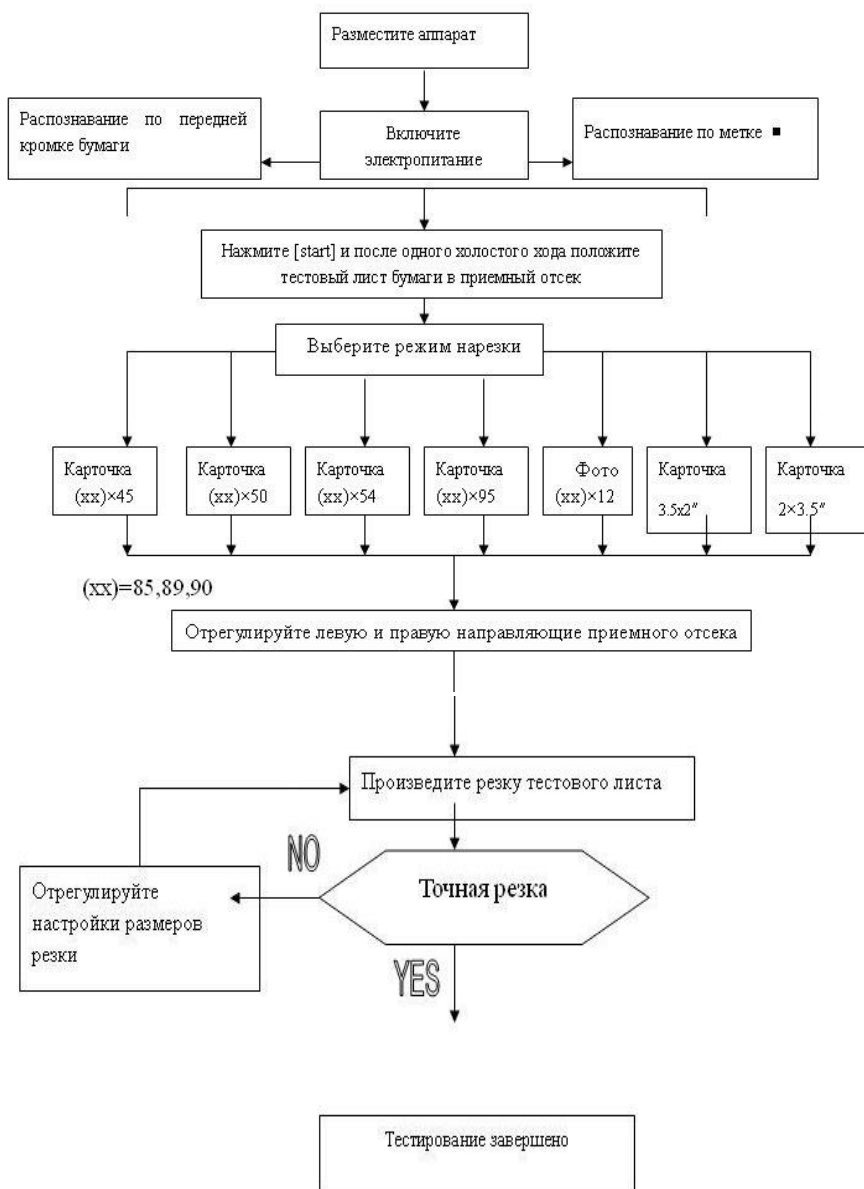 Разместите аппарат
Распознавание по передней
кромке бумаги
Включите
электропитание
Распознавание по метке ■
Нажмите [start] и после одного холостого хода положите
тестовый лист бумаги в приемный отсек
Выберите режим нарезки
Карточка
(xx)×45
Карточка
(xx)×50
Карточка
(xx)×54
Карточка
(xx)×95
Фото
(xx)×12
Карточка
3.5x2″
Карточка
2×3.5″
(xx)=85,89,90
Отрегулируйте левую и правую направляющие приемного отсека
Произведите резку тестового листа
NO
Точная резка
Отрегулируйте
настройки размеров
резки
YES
Тестирование завершено